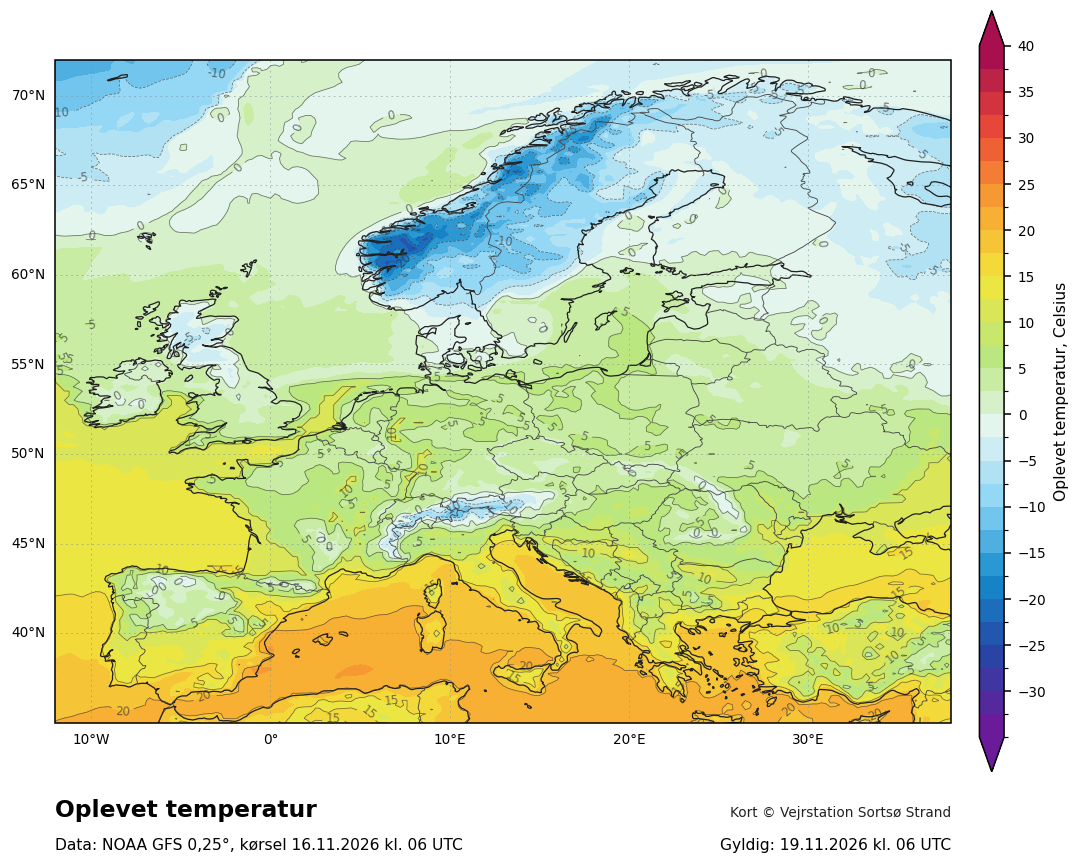 70°N
65°N
60°N
55°N
50°N
45°N
40°N
10°W
0°
10°E
20°E
30°E
40
35
30
25
20
15
10
5
0
−5
−10
−15
−20
−25
−30
Oplevet temperatur, Celsius
Oplevet temperatur
Kort © Vejrstation Sortsø Strand
Data: NOAA GFS 0,25°, kørsel 16.11.2026 kl. 06 UTC
Gyldig: 19.11.2026 kl. 06 UTC